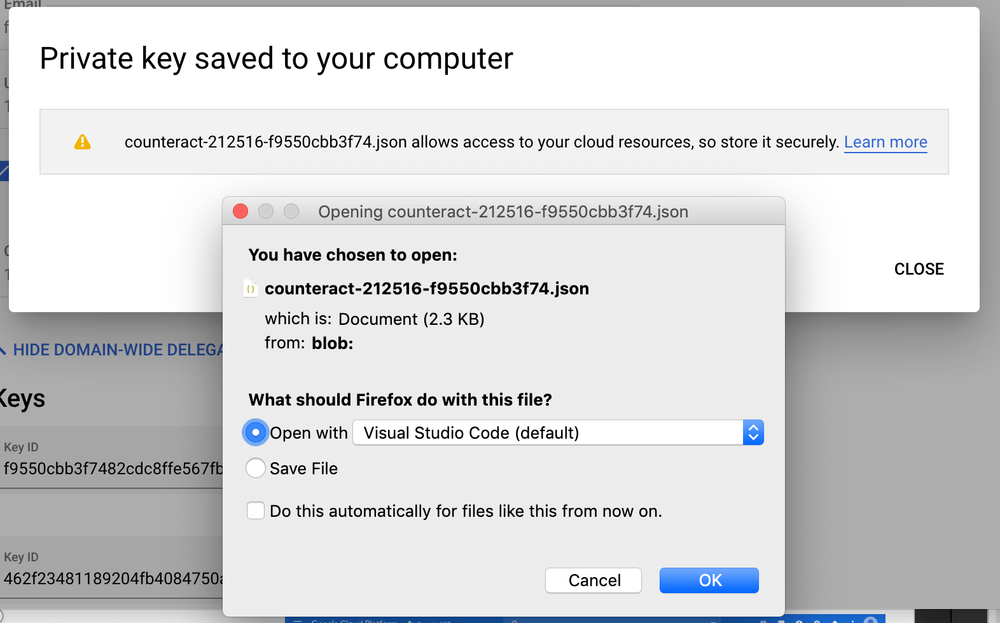 Email
Private key saved to your computer
counteract-212516-f9550cbb3f74.json allows access to your cloud resources, so store it securely. Learn more
CLOSE
Opening counteract-212516-f9550cbb3f74.json
You have chosen to open:
counteract-212516-f9550cbb3f74.json
which is: Document (2.3 KB)
from: blob:
What should Firefox do with this file?
Open with Visual Studio Code (default)
Save File
Do this automatically for files like this from now on.
Cancel OK
HIDE DOMAIN-WIDE DELEGA
Keys
Key ID
f9550cbb3f7482cdc8ffe567fb
Key ID
462f23481189204fb4084750a
Google Cloud Platform